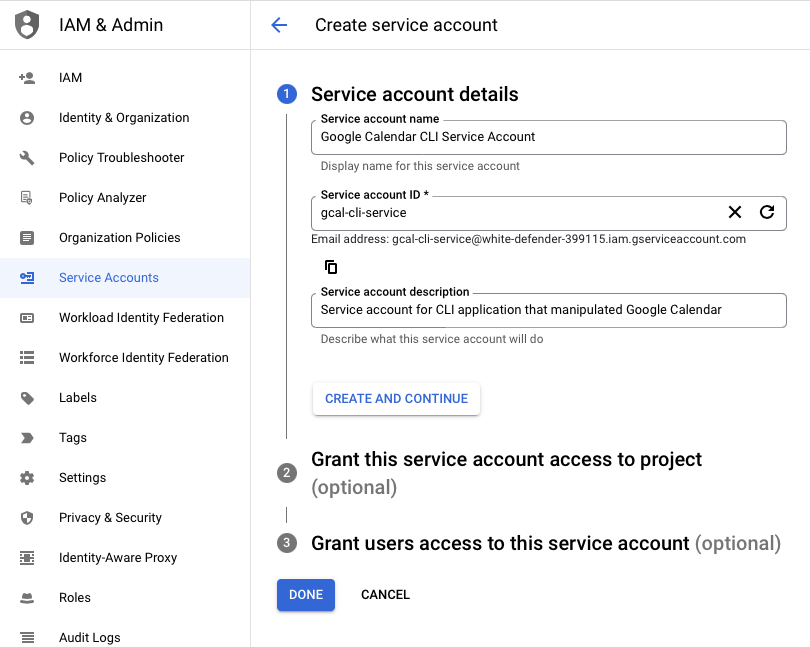 IAM & Admin
Create service account
IAM
Identity & Organization
Policy Troubleshooter
Policy Analyzer
Organization Policies
Service Accounts
Workload Identity Federation
Workforce Identity Federation
Labels
Tags
Settings
Privacy & Security
Identity-Aware Proxy
Roles
Audit Logs
1
Service account details
Service account name
Google Calendar CLI Service Account
Display name for this service account
Service account ID *
gcal-cli-service
Email address: gcal-cli-service@white-defender-399115.iam.gserviceaccount.com
Service account description
Service account for CLI application that manipulated Google Calendar
Describe what this service account will do
CREATE AND CONTINUE
2
Grant this service account access to project
(optional)
3
Grant users access to this service account (optional)
DONE
CANCEL